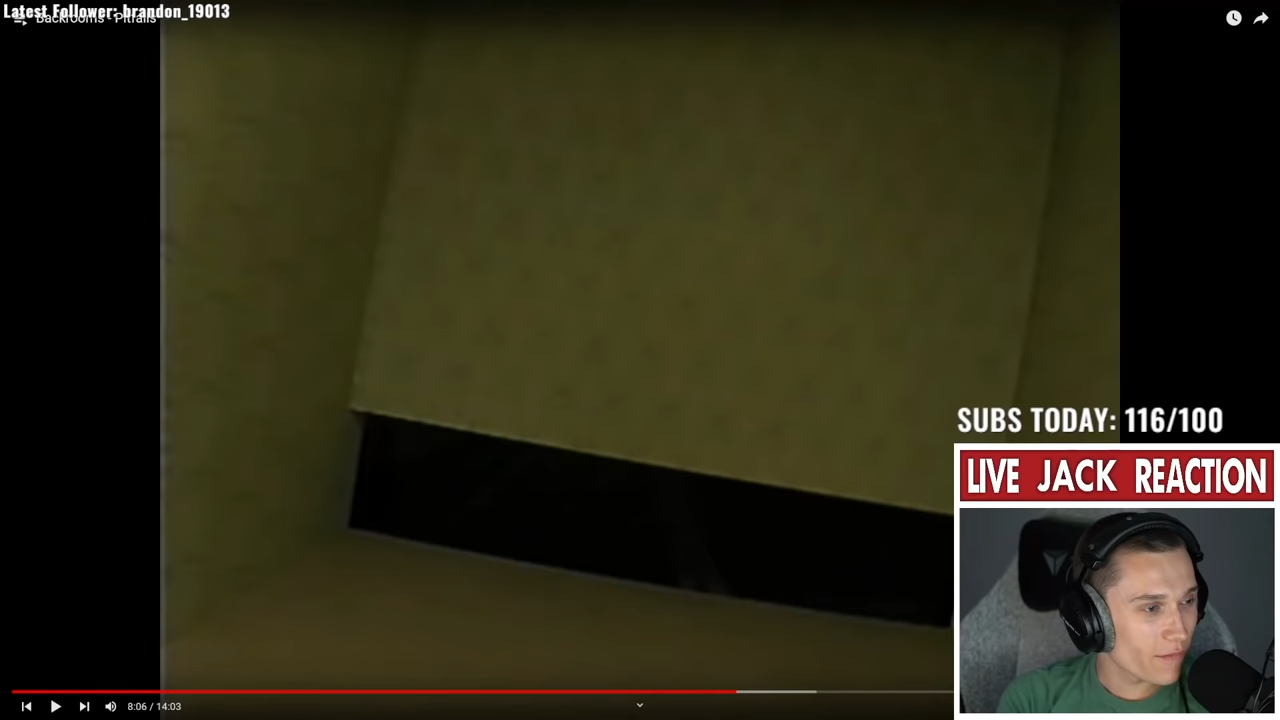 Latest Follower: brandon_19013
Backrooms - Pitfalls
SUBS TODAY: 116/100
LIVE JACK REACTION
8:06 / 14:03